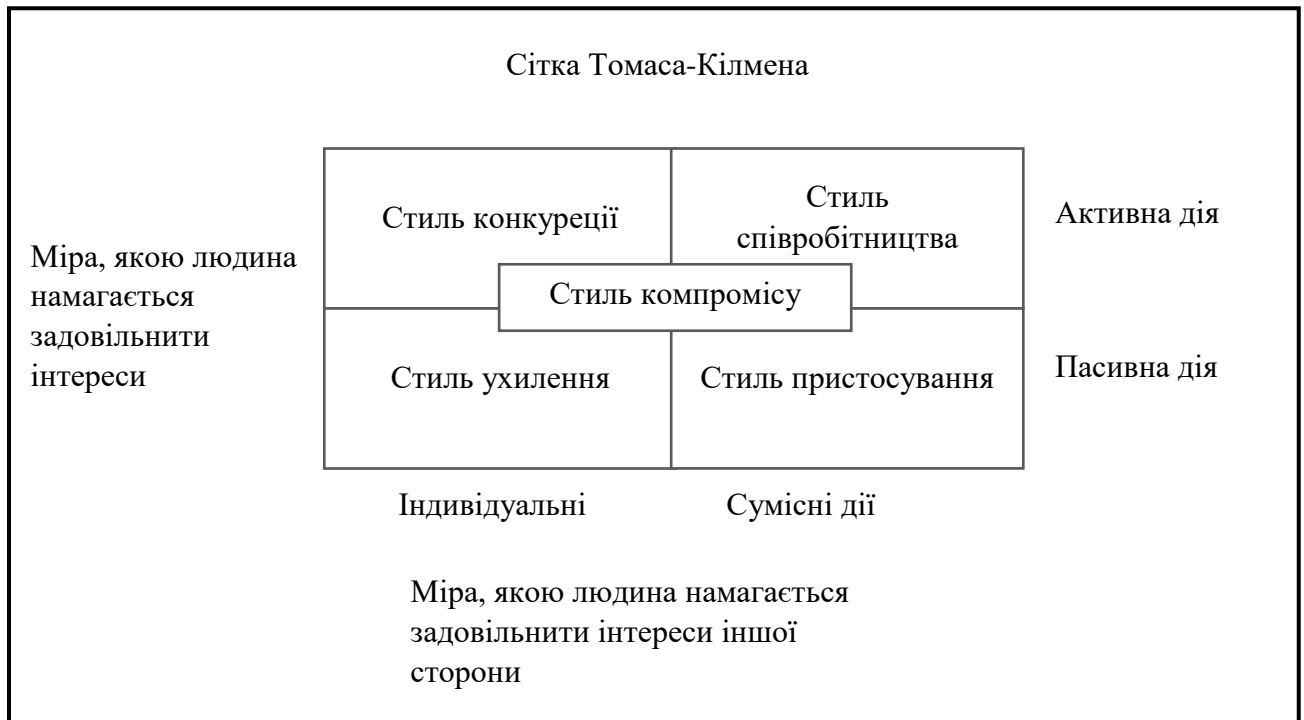 Сітка Томаса-Кілмена
Стиль конкуреції
Стиль
співробітництва
Активна дія
Міра, якою людина
намагається
задовільнити
інтереси
Стиль компромісу
Стиль ухилення
Стиль пристосування
Пасивна дія
Індивідуальні
Сумісні дії
Міра, якою людина намагається
задовільнити інтереси іншої
сторони